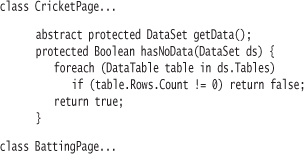 class CricketPage...
abstract protected DataSet getData();
protected Boolean hasNoData(DataSet ds) {
foreach (DataTable table in ds.Tables)
if (table.Rows.Count != 0) return false;
return true;
}
class BattingPage...